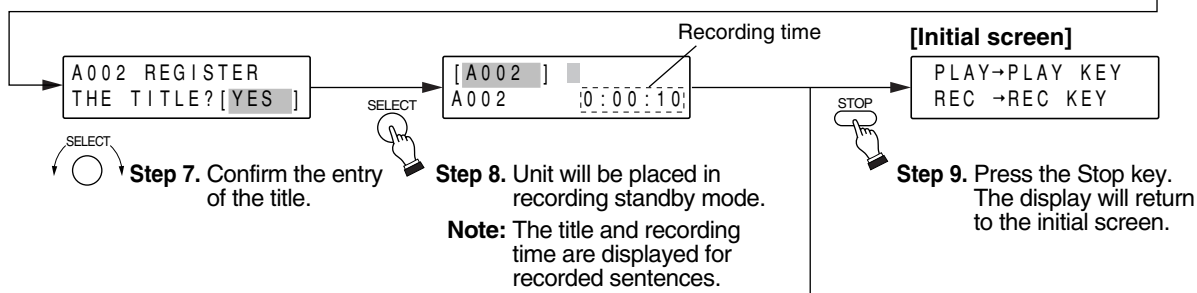 Recording time
[Initial screen]
A002 REGISTER
THE TITLE?[YES ]
SELECT
Step 7. Confirm the entry
of the title.
SELECT
[A002 ]
A002 0:00:10
Step 8. Unit will be placed in
recording standby mode.
Note: The title and recording
time are displayed for
recorded sentences.
STOP
PLAY→PLAY KEY
REC →REC KEY
Step 9. Press the Stop key.
The display will return
to the initial screen.